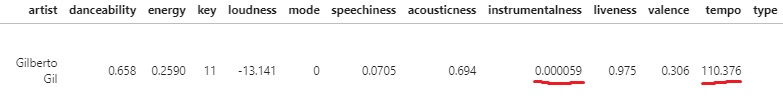 artist danceability energy key loudness mode speechiness acousticness instrumentalness liveness valence tempo type
Gilberto
Gil 0.658 0.2590 11 -13.141 0 0.0705 0.694 0.000059 0.975 0.306 110.376